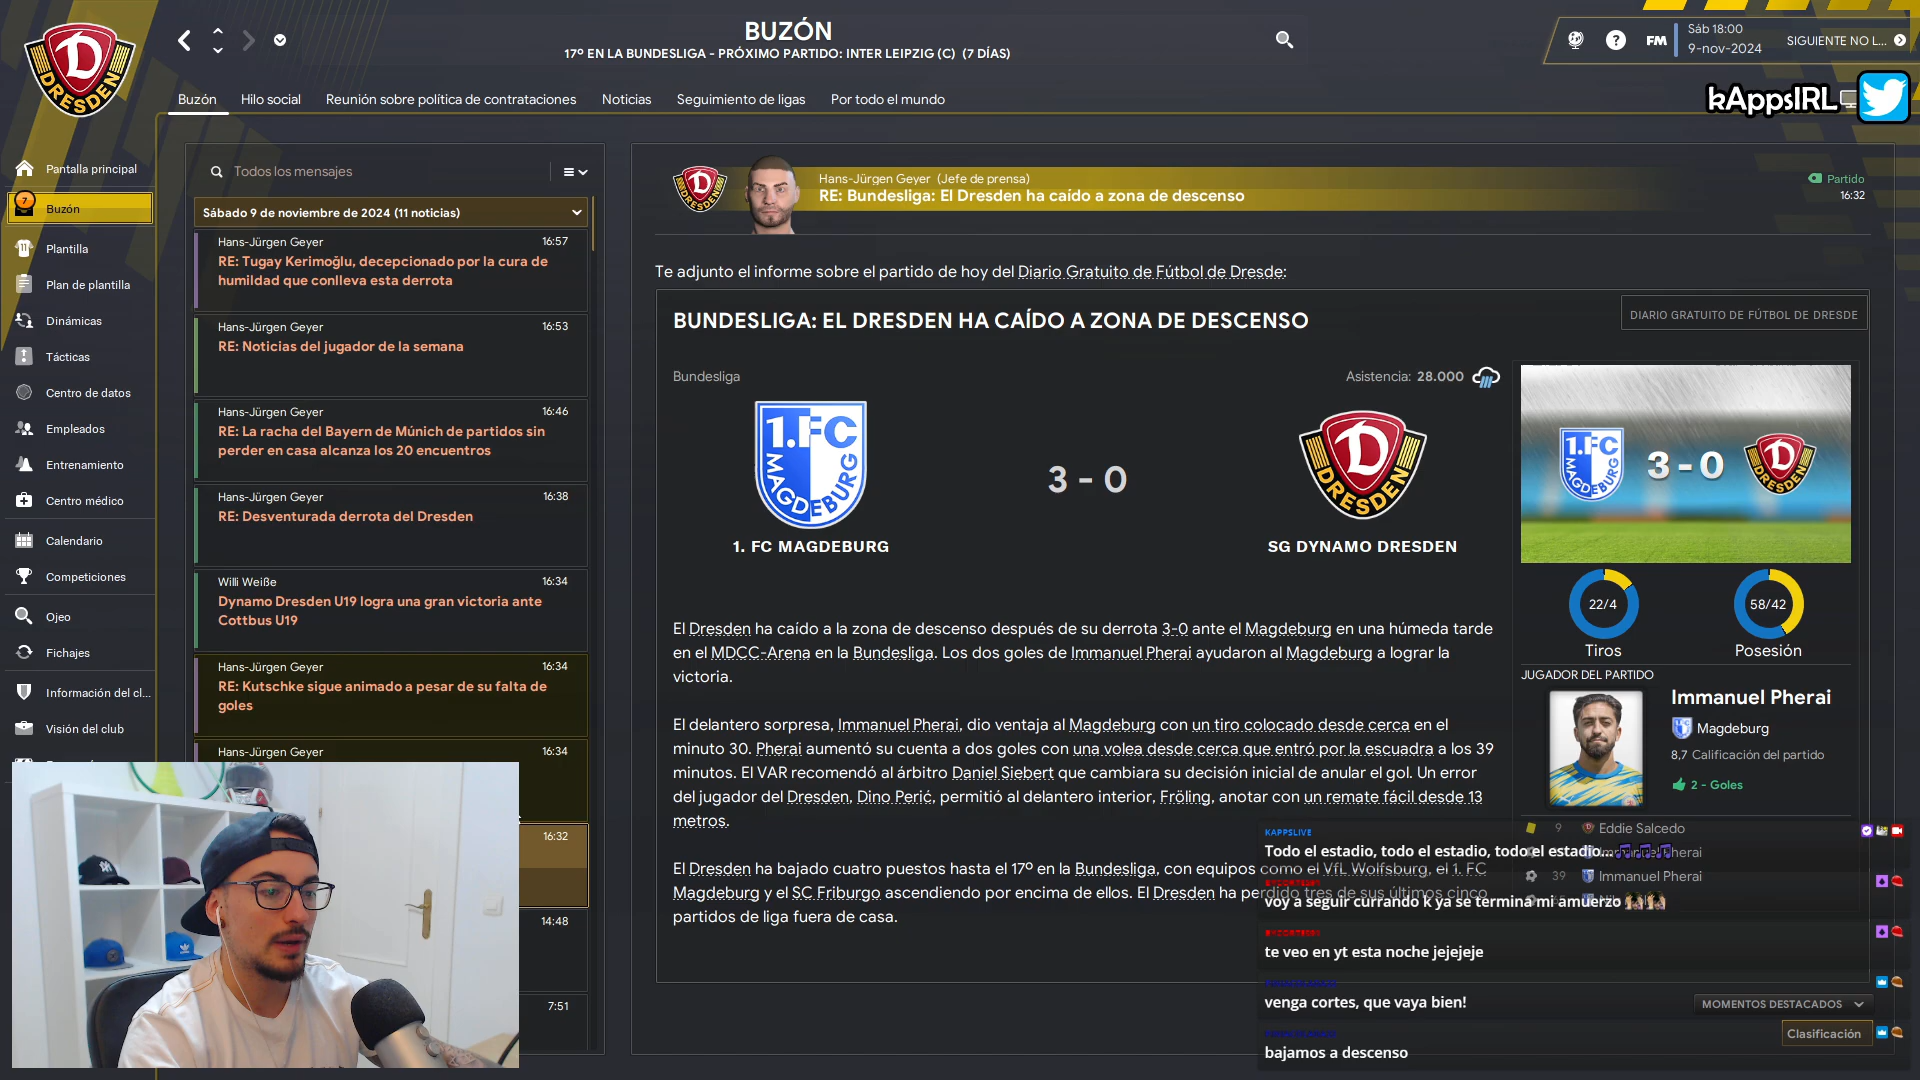 BUZÓN
17º EN LA BUNDESLIGA - PRÓXIMO PARTIDO: INTER LEIPZIG (C) (7 DÍAS)
FM
Sáb 18:00
9-nov-2024
SIGUIENTE NO L...
kAppsIRL
DRESDEN
Buzón
Hilo social
Reunión sobre política de contrataciones
Noticias
Seguimiento de ligas
Por todo el mundo
Pantalla principal
7
Buzón
Plantilla
Plan de plantilla
Dinámicas
Tácticas
Centro de datos
Empleados
Entrenamiento
Centro médico
Calendario
Competiciones
Ojeo
Fichajes
Información del cl...
Visión del club
Todos los mensajes
Sábado 9 de noviembre de 2024 (11 noticias)
Hans-Jürgen Geyer 16:57
RE: Tugay Kerimoğlu, decepcionado por la cura de
humildad que conlleva esta derrota
Hans-Jürgen Geyer 16:53
RE: Noticias del jugador de la semana
Hans-Jürgen Geyer 16:46
RE: La racha del Bayern de Múnich de partidos sin
perder en casa alcanza los 20 encuentros
Hans-Jürgen Geyer 16:38
RE: Desventurada derrota del Dresden
Willi Weiße 16:34
Dynamo Dresden U19 logra una gran victoria ante
Cottbus U19
Hans-Jürgen Geyer 16:34
RE: Kutschke sigue animado a pesar de su falta de
goles
Hans-Jürgen Geyer 16:34
16:32
14:48
7:51
Hans-Jürgen Geyer (Jefe de prensa)
RE: Bundesliga: El Dresden ha caído a zona de descenso
Partido
16:32
Te adjunto el informe sobre el partido de hoy del Diario Gratuito de Fútbol de Dresde:
BUNDESLIGA: EL DRESDEN HA CAÍDO A ZONA DE DESCENSO
DIARIO GRATUITO DE FÚTBOL DE DRESDE
Bundesliga
Asistencia: 28.000
1.FC
MAGDEBURG
3 - 0
DRESDEN
1. FC MAGDEBURG
SG DYNAMO DRESDEN
El Dresden ha caído a la zona de descenso después de su derrota 3-0 ante el Magdeburg en una húmeda tarde
en el MDCC-Arena en la Bundesliga. Los dos goles de Immanuel Pherai ayudaron al Magdeburg a lograr la
victoria.
El delantero sorpresa, Immanuel Pherai, dio ventaja al Magdeburg con un tiro colocado desde cerca en el
minuto 30. Pherai aumentó su cuenta a dos goles con una volea desde cerca que entró por la escuadra a los 39
minutos. El VAR recomendó al árbitro Daniel Siebert que cambiara su decisión inicial de anular el gol. Un error
del jugador del Dresden, Dino Perić, permitió al delantero interior, Fröling, anotar con un remate fácil desde 13
metros.
El Dresden ha bajado cuatro puestos hasta el 17º en la Bundesliga, con equipos como el VfL Wolfsburg, el 1. FC
Magdeburg y el SC Friburgo ascendiendo por encima de ellos. El Dresden ha perdido tres de sus últimos cinco
partidos de liga fuera de casa.
1.FC
MAGDEBURG
3 - 0
DRESDEN
22/4
58/42
Tiros
Posesión
JUGADOR DEL PARTIDO
Immanuel Pherai
Magdeburg
8,7 Calificación del partido
2 - Goles
9 Eddie Salcedo
39 Immanuel Pherai
KAPPSLIVE
Todo el estadio, todo el estadio, todo el estadio...
voy a seguir currando k ya se termina mi amuerzo
te veo en yt esta noche jejejeje
venga cortes, que vaya bien!
bajamos a descenso
MOMENTOS DESTACADOS
Clasificación